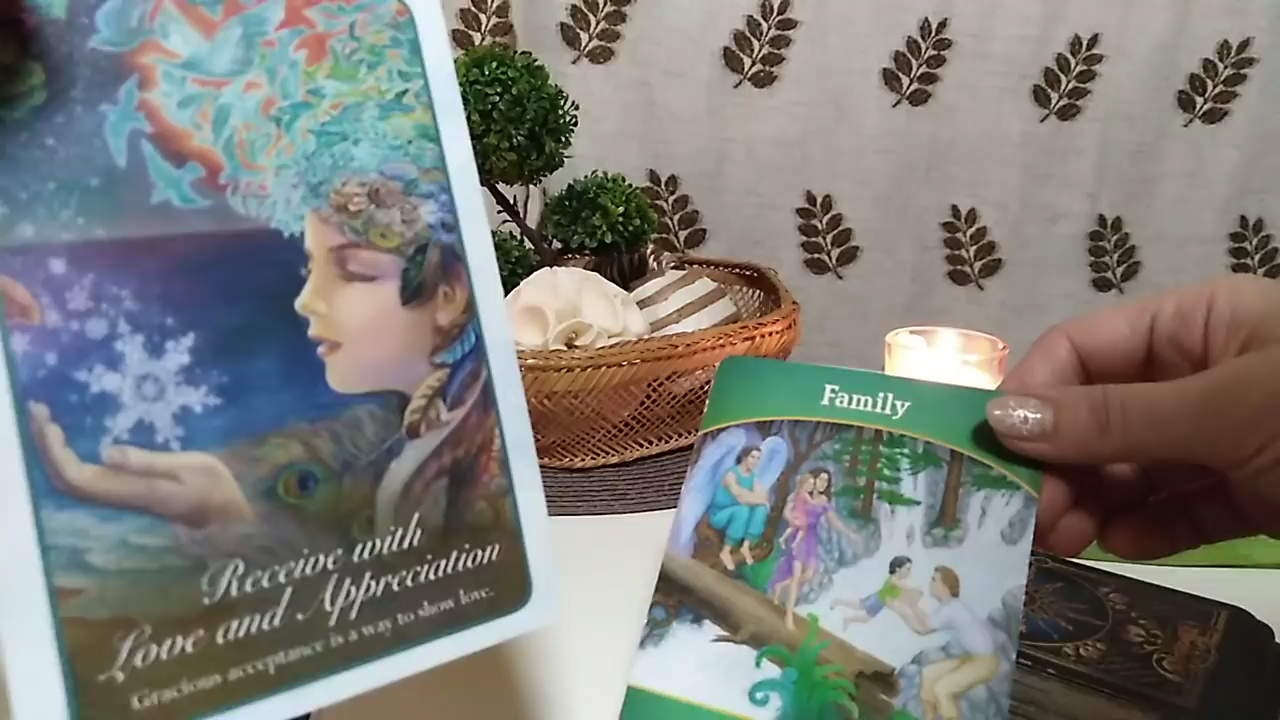 Receive with
Love and Appreciation
Gracious acceptance is a way to show love.
Family